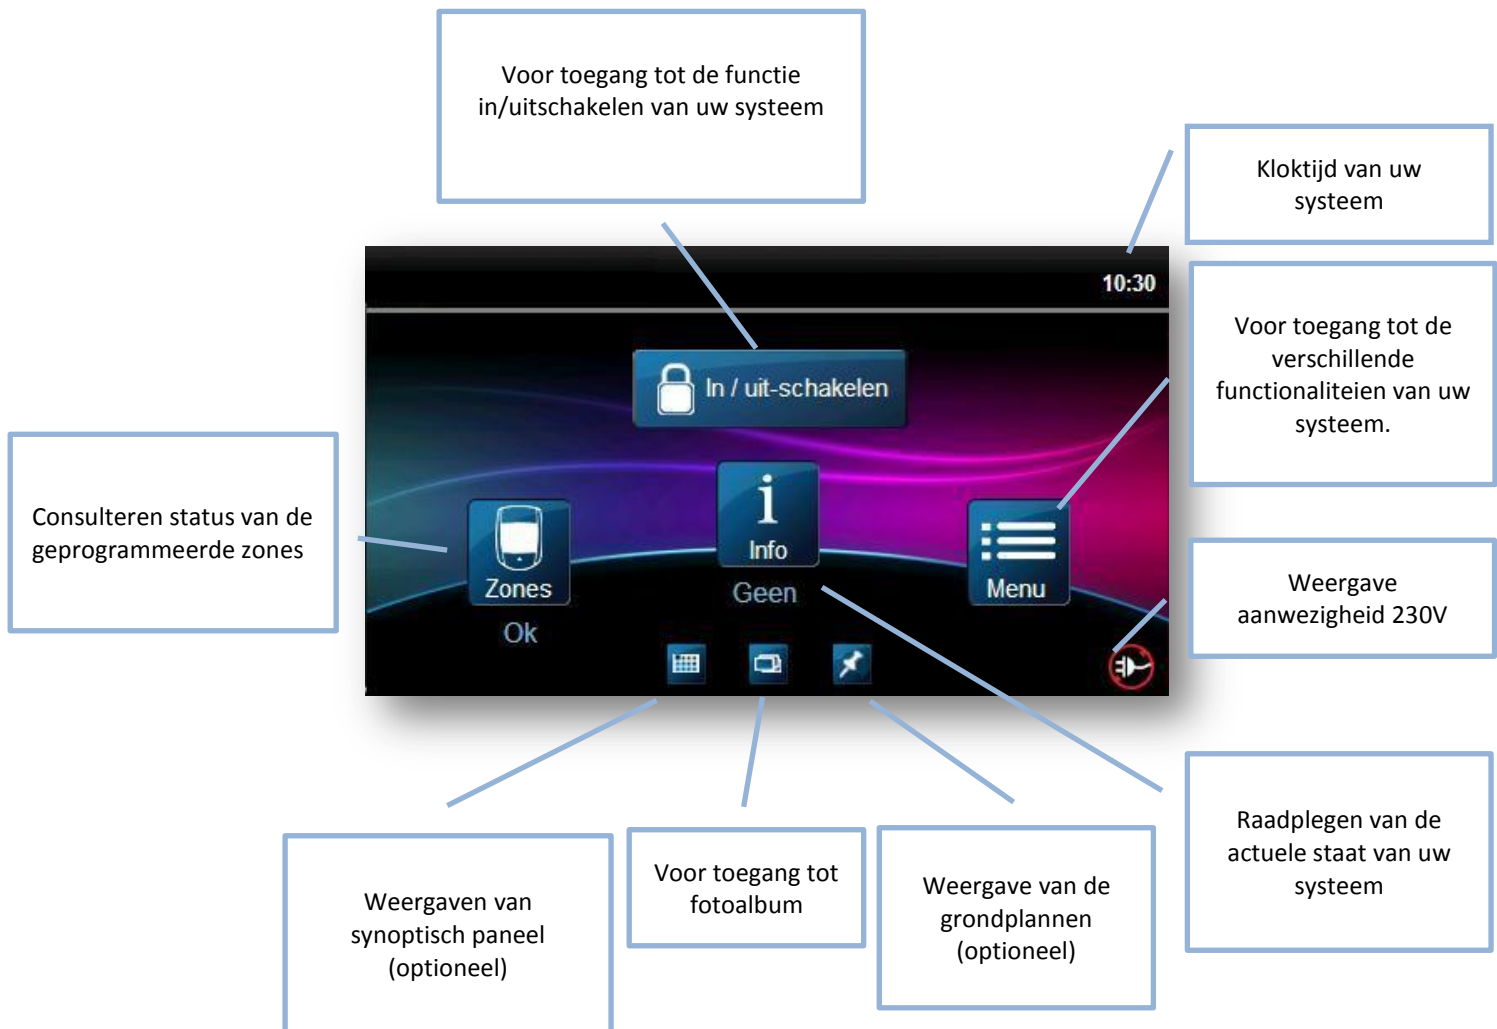 Voor toegang tot de functie
in/uitschakelen van uw systeem
Kloktijd van uw
systeem
10:30
Voor toegang tot de
verschillende
functionaliteien van uw
systeem.
In / uit-schakelen
Consulteren status van de
geprogrammeerde zones
Zones
Ok
Info
Geen
Menu
Weergave
aanwezigheid 230V
Weergaven van
synoptisch paneel
(optioneel)
Voor toegang tot
fotoalbum
Weergave van de
grondplannen
(optioneel)
Raadplegen van de
actuele staat van uw
systeem